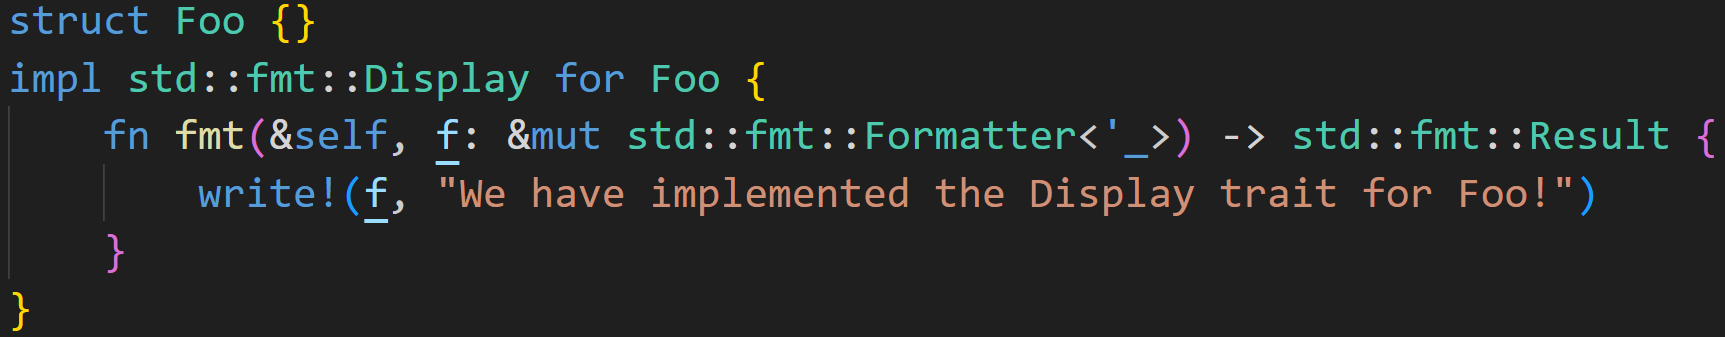 struct Foo {}
impl std::fmt::Display for Foo {
    fn fmt(&self, f: &mut std::fmt::Formatter<'_>) -> std::fmt::Result {
        write!(f, "We have implemented the Display trait for Foo!")
    }
}